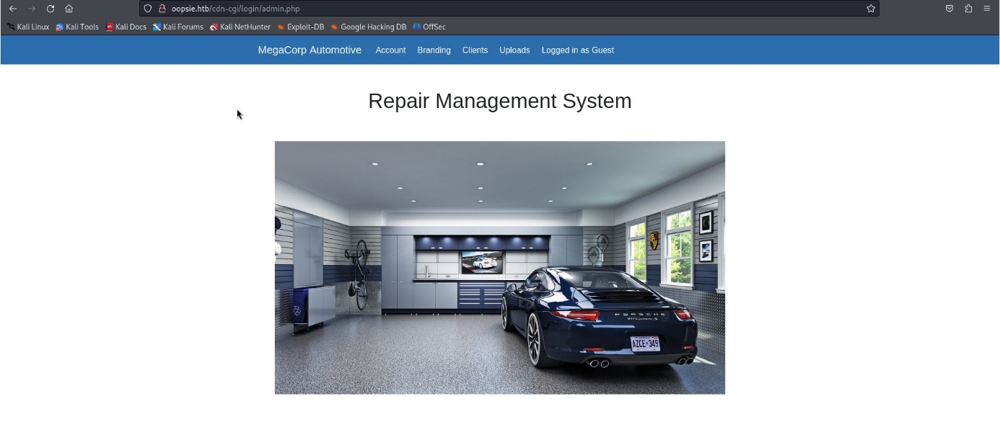 oopsie.htb/cdn-cgi/login/admin.php
Kali Linux Kali Tools Kali Docs Kali Forums Kali NetHunter Exploit-DB Google Hacking DB OffSec
MegaCorp Automotive Account Branding Clients Uploads Logged in as Guest
Repair Management System
PORSCHE
911 Carrera S
AZCE·349